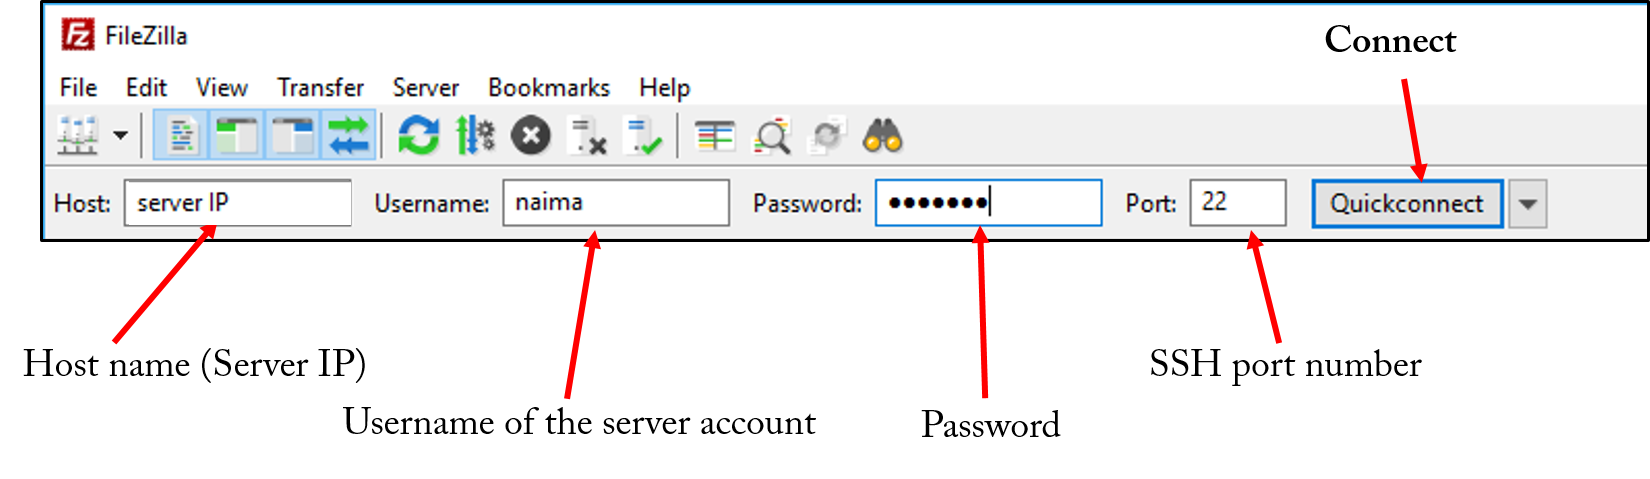 FileZilla
Connect
File Edit View Transfer Server Bookmarks Help
Host: server IP Username: naima Password: ●●●●●●● Port: 22 Quickconnect
Host name (Server IP)
SSH port number
Username of the server account
Password